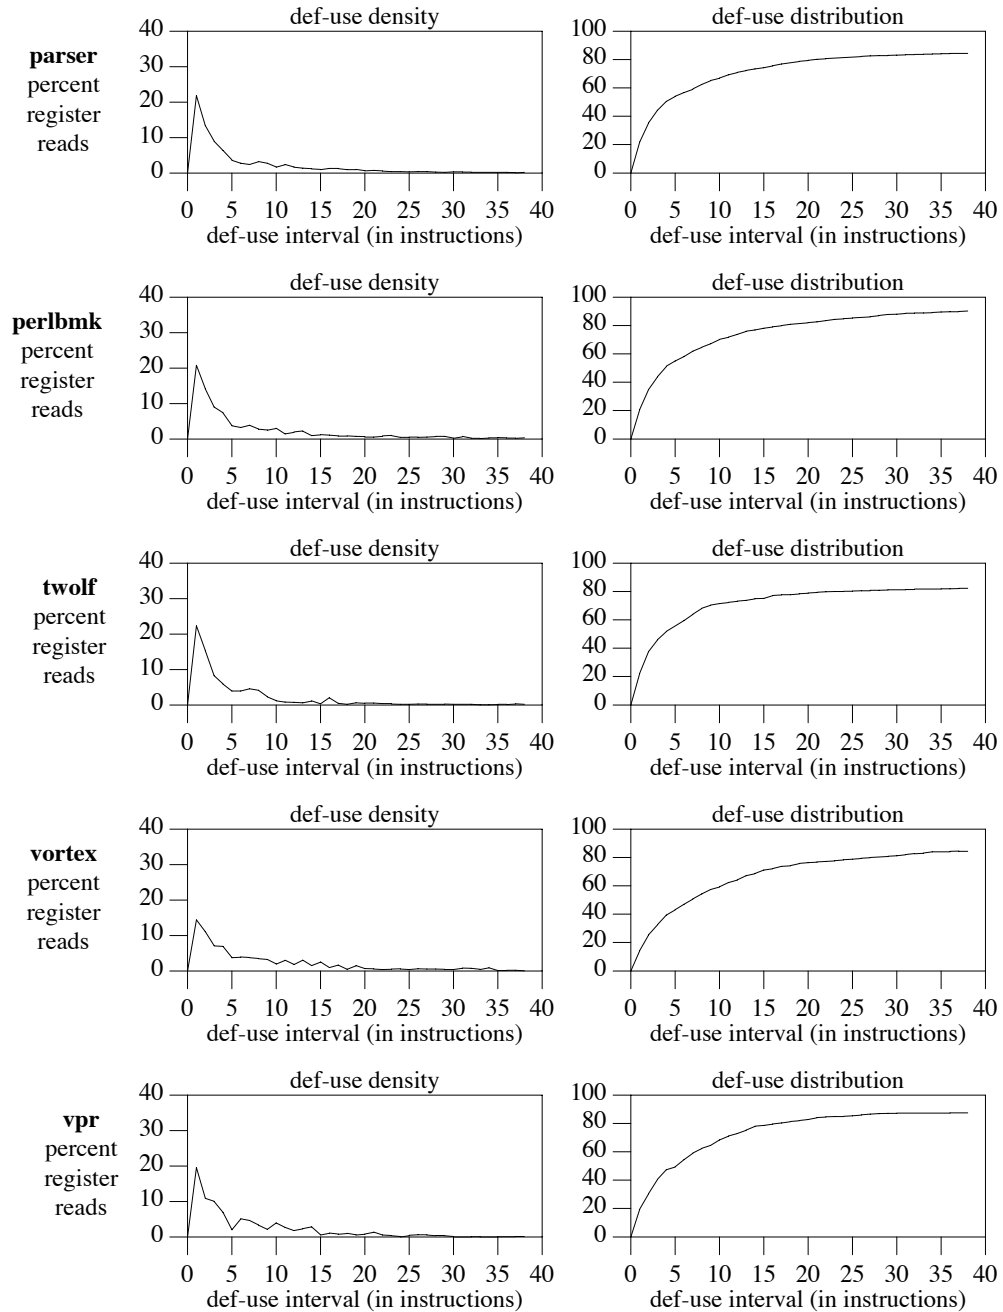 def-use density
def-use distribution
parser
percent
register
reads
40
30
20
10
0
0 5 10 15 20 25 30 35 40
def-use interval (in instructions)
100
80
60
40
20
0
0 5 10 15 20 25 30 35 40
def-use interval (in instructions)
def-use density
def-use distribution
perlbmk
percent
register
reads
40
30
20
10
0
0 5 10 15 20 25 30 35 40
def-use interval (in instructions)
100
80
60
40
20
0
0 5 10 15 20 25 30 35 40
def-use interval (in instructions)
def-use density
def-use distribution
twolf
percent
register
reads
40
30
20
10
0
0 5 10 15 20 25 30 35 40
def-use interval (in instructions)
100
80
60
40
20
0
0 5 10 15 20 25 30 35 40
def-use interval (in instructions)
def-use density
def-use distribution
vortex
percent
register
reads
40
30
20
10
0
0 5 10 15 20 25 30 35 40
def-use interval (in instructions)
100
80
60
40
20
0
0 5 10 15 20 25 30 35 40
def-use interval (in instructions)
def-use density
def-use distribution
vpr
percent
register
reads
40
30
20
10
0
0 5 10 15 20 25 30 35 40
def-use interval (in instructions)
100
80
60
40
20
0
0 5 10 15 20 25 30 35 40
def-use interval (in instructions)